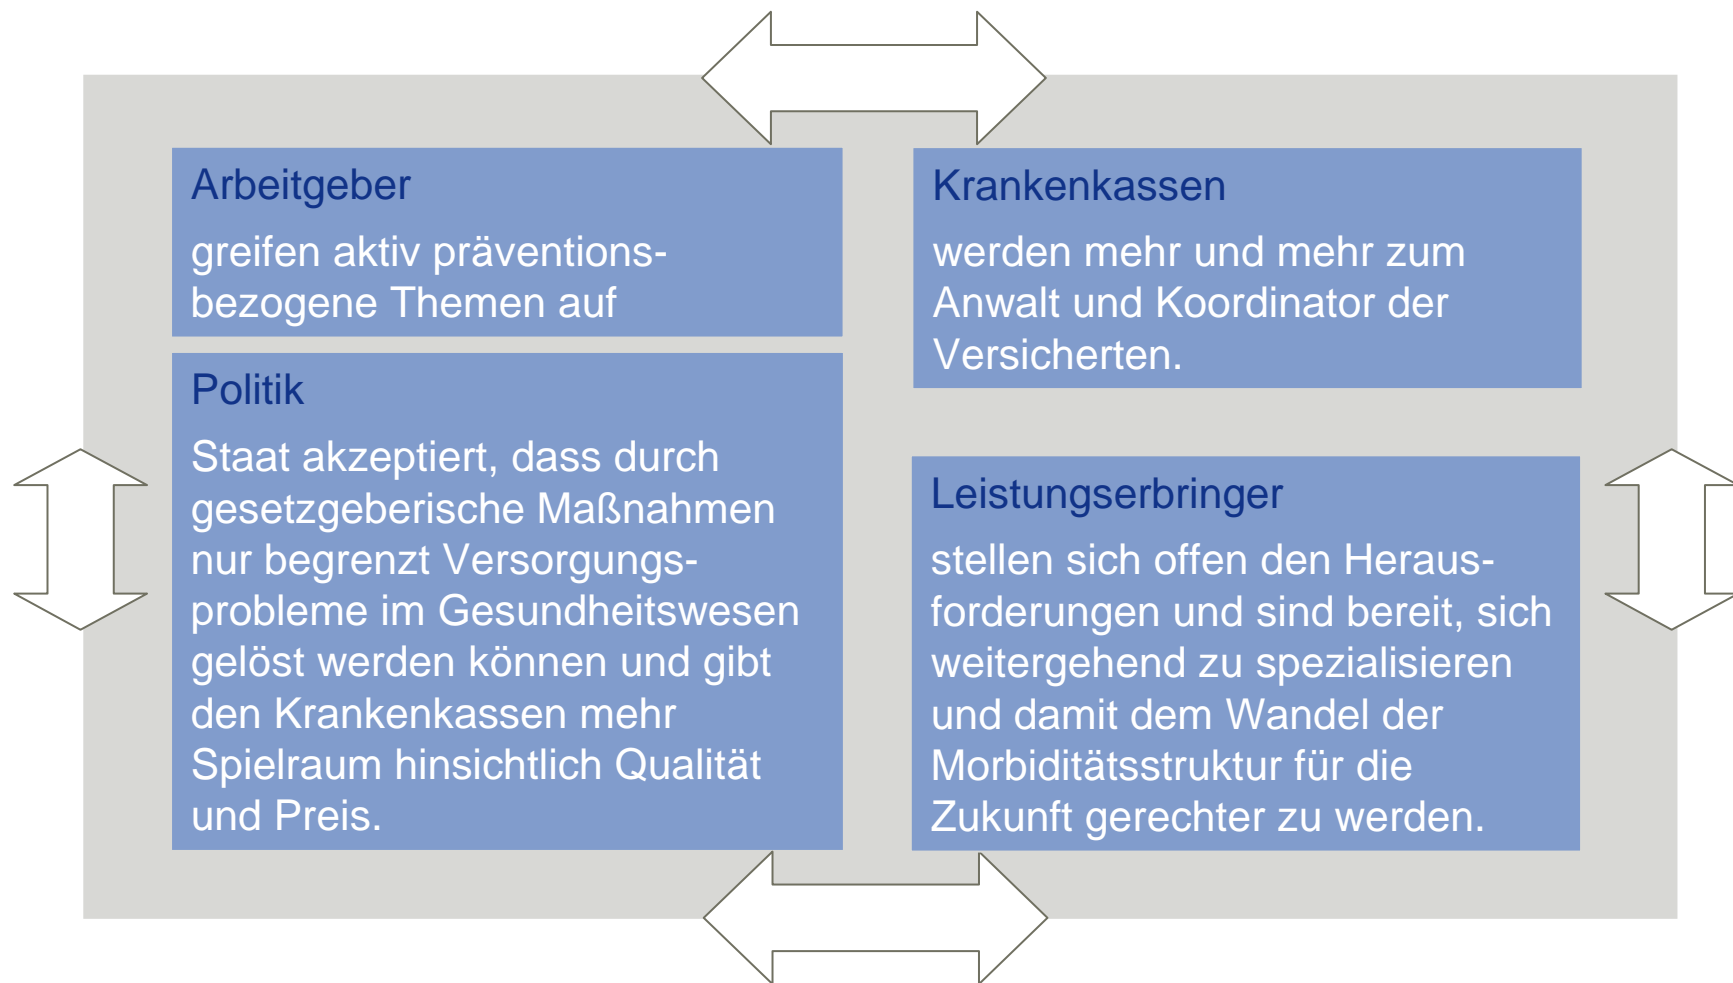 Arbeitgeber
greifen aktiv präventions-
bezogene Themen auf
Politik
Staat akzeptiert, dass durch
gesetzgeberische Maßnahmen
nur begrenzt Versorgungs-
probleme im Gesundheitswesen
gelöst werden können und gibt
den Krankenkassen mehr
Spielraum hinsichtlich Qualität
und Preis.
Krankenkassen
werden mehr und mehr zum
Anwalt und Koordinator der
Versicherten.
Leistungserbringer
stellen sich offen den Heraus-
forderungen und sind bereit, sich
weitergehend zu spezialisieren
und damit dem Wandel der
Morbiditätsstruktur für die
Zukunft gerechter zu werden.